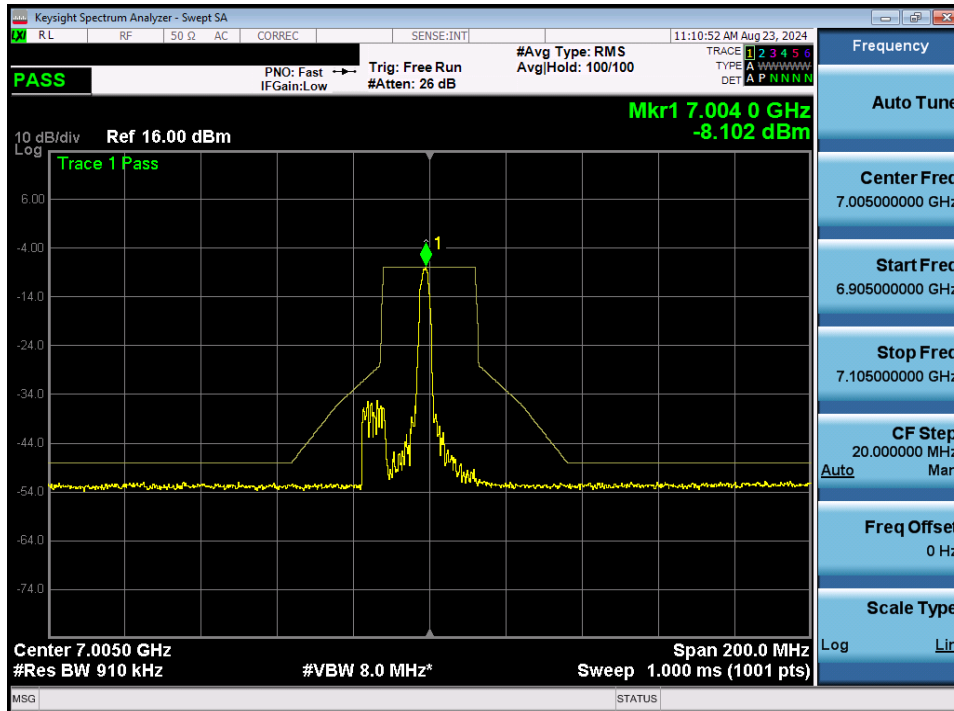 Keysight Spectrum Analyzer - Swept SA
LXI RL RF 50 Ω AC CORREC SENSE:INT 11:10:52 AM Aug 23, 2024
PASS
PNO: Fast
IFGain:Low
Trig: Free Run
#Atten: 26 dB
#Avg Type: RMS
Avg|Hold: 100/100
TRACE 1 2 3 4 5 6
TYPE A WWWWW
DET A P N N N N
Mkr1 7.004 0 GHz
-8.102 dBm
10 dB/div Ref 16.00 dBm
Log
Trace 1 Pass
1
6.00
-4.00
-14.0
-24.0
-34.0
-44.0
-54.0
-64.0
-74.0
Center 7.0050 GHz Span 200.0 MHz
#Res BW 910 kHz #VBW 8.0 MHz* Sweep 1.000 ms (1001 pts)
MSG STATUS
Frequency
Auto Tune
Center Freq
7.005000000 GHz
Start Freq
6.905000000 GHz
Stop Freq
7.105000000 GHz
CF Step
20.000000 MHz
Auto Man
Freq Offset
0 Hz
Scale Type
Log Lin